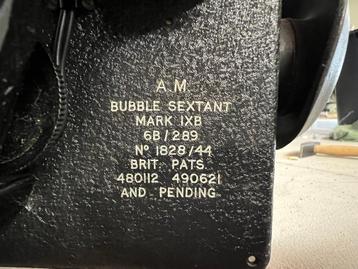 A M
BUBBLE SEXTANT
MARK IXB
6B/289
Nº 1828/44
BRIT. PATS.
480112 490621
AND PENDING